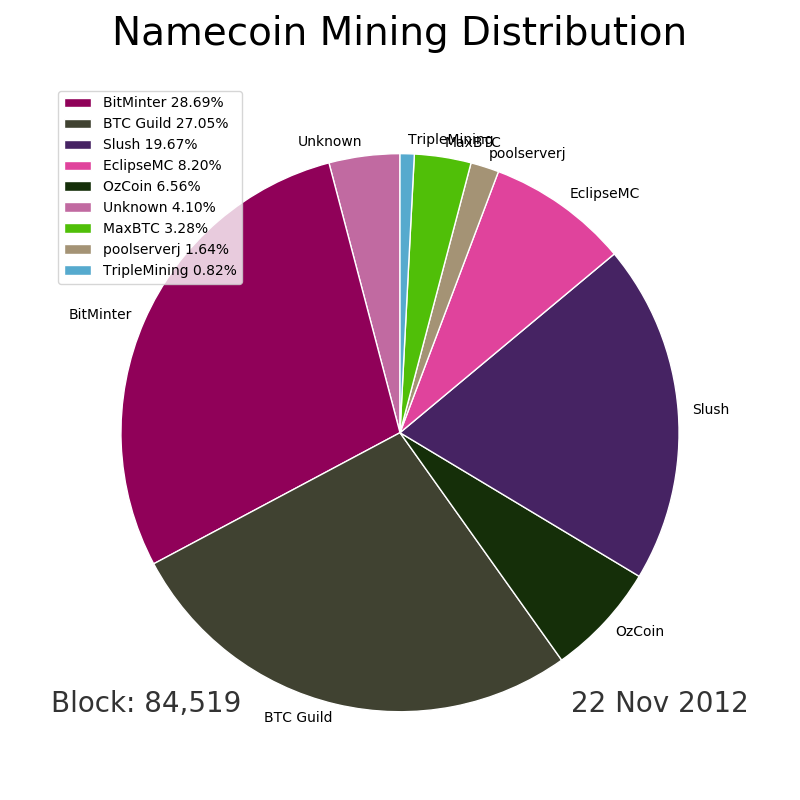 Namecoin Mining Distribution
BitMinter 28.69%
BTC Guild 27.05%
Slush 19.67%
EclipseMC 8.20%
OzCoin 6.56%
Unknown 4.10%
MaxBTC 3.28%
poolserverj 1.64%
TripleMining 0.82%
Unknown
TripleMining
MaxBTC
poolserverj
EclipseMC
BitMinter
Slush
OzCoin
BTC Guild
Block: 84,519
22 Nov 2012